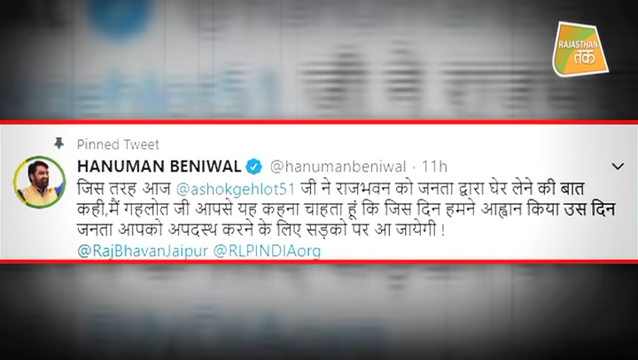 RAJASTHAN
तक
Pinned Tweet
HANUMAN BENIWAL @hanumanbeniwal · 11h
जिस तरह आज @ashokgehlot51 जी ने राजभवन को जनता द्वारा घेर लेने की बात
कही,मैं गहलोत जी आपसे यह कहना चाहता हूं कि जिस दिन हमने आह्वान किया उस दिन
जनता आपको अपदस्थ करने के लिए सड़को पर आ जायेगी !
@RajBhavanJaipur @RLPINDIAorg